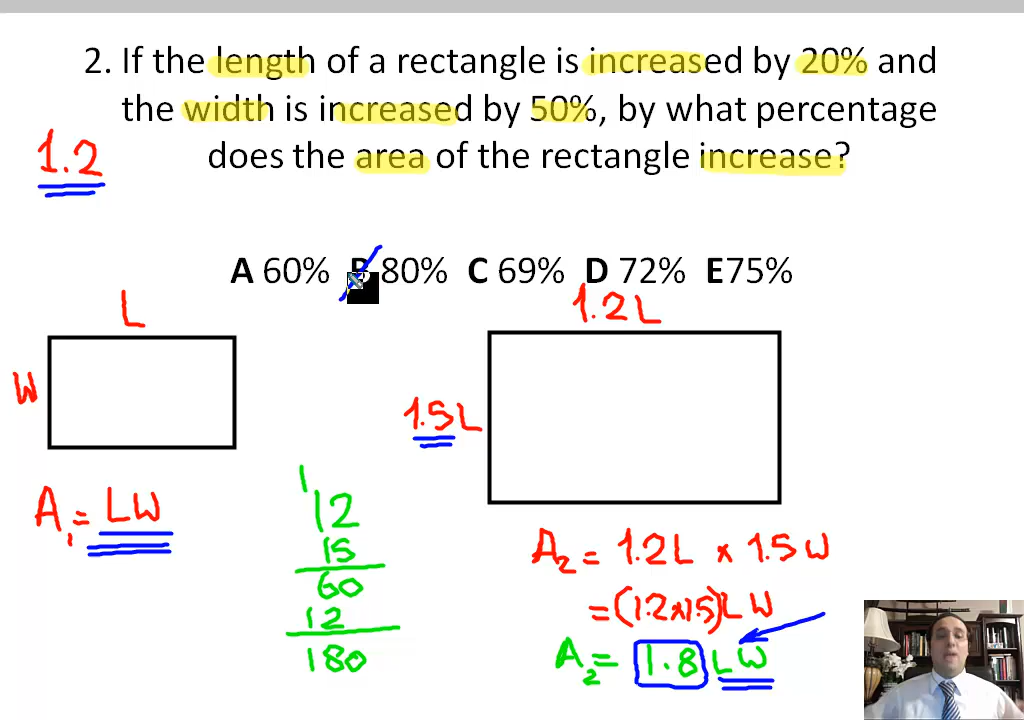 2. If the length of a rectangle is increased by 20% and
the width is increased by 50%, by what percentage
does the area of the rectangle increase?
1.2
A 60% B 80% C 69% D 72% E75%
L
W
A₁ = LW
1
12
15
60
12
180
1.2L
1.5L
A₂ = 1.2L × 1.5W
= (1.2×1.5)LW
A₂ = 1.8 LW